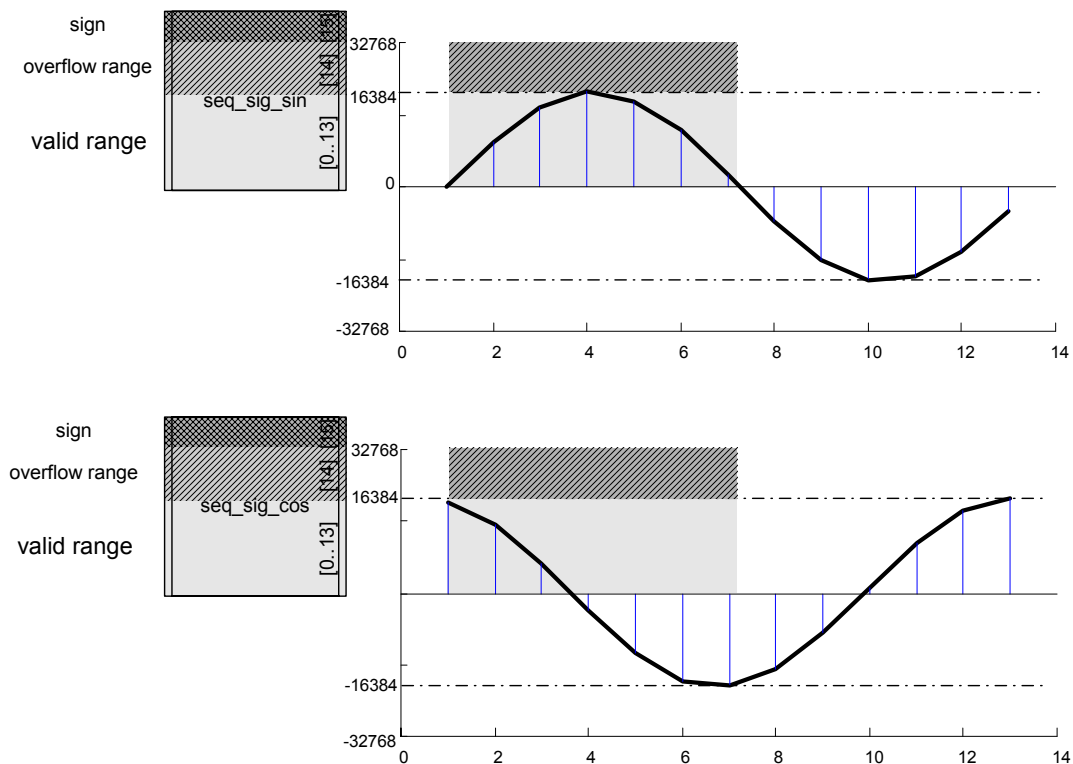 sign
overflow range
seq_sig_sin
valid range
[15]
[14]
[0..13]
32768
16384
0
-16384
-32768
0 2 4 6 8 10 12 14
sign
overflow range
seq_sig_cos
valid range
[15]
[14]
[0..13]
32768
16384
-16384
-32768
0 2 4 6 8 10 12 14